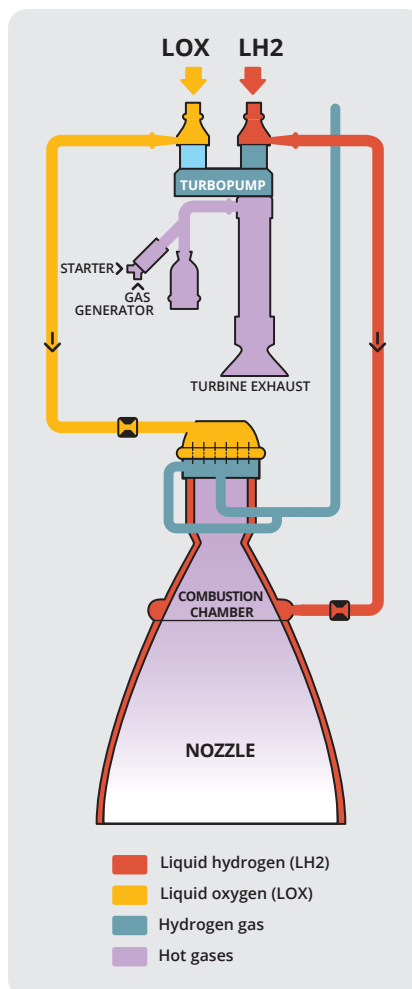 LOX
LH2
TURBOPUMP
STARTER
GAS
GENERATOR
TURBINE EXHAUST
COMBUSTION
CHAMBER
NOZZLE
Liquid hydrogen (LH2)
Liquid oxygen (LOX)
Hydrogen gas
Hot gases